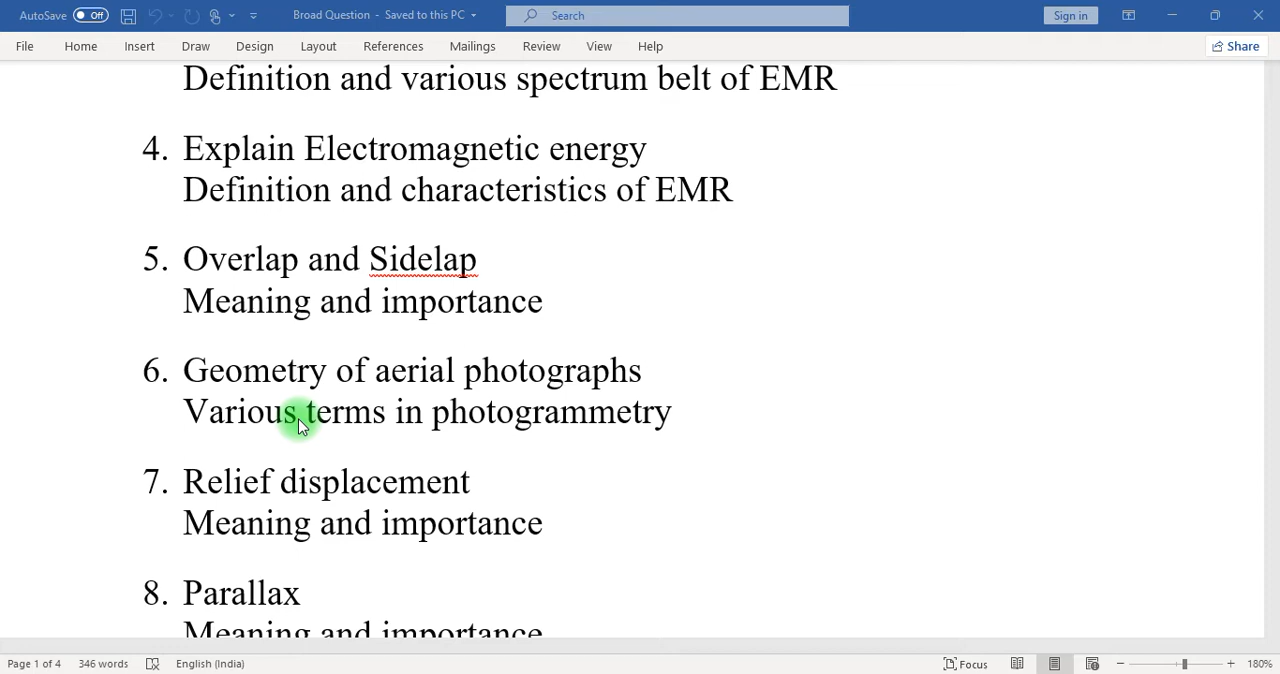 AutoSave Off Broad Question - Saved to this PC Search Sign in
File Home Insert Draw Design Layout References Mailings Review View Help Share
Definition and various spectrum belt of EMR
4. Explain Electromagnetic energy
Definition and characteristics of EMR
5. Overlap and Sidelap
Meaning and importance
6. Geometry of aerial photographs
Various terms in photogrammetry
7. Relief displacement
Meaning and importance
8. Parallax
Meaning and importance
Page 1 of 4 346 words English (India) Focus 180%